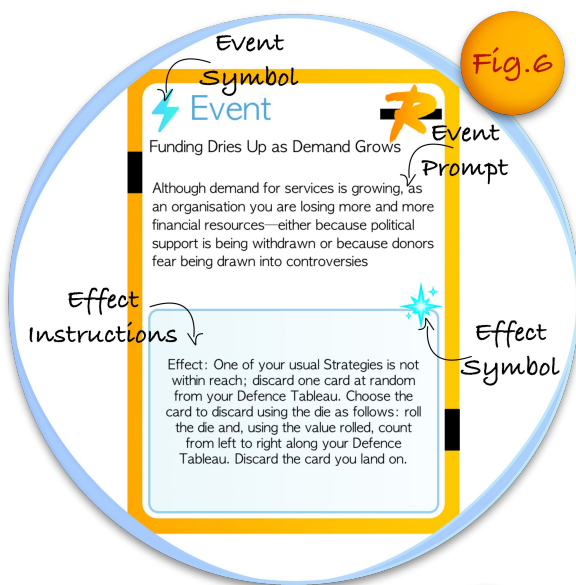 Fig.6
Event
Symbol
Event
R
Funding Dries Up as Demand Grows
Event
Prompt
Although demand for services is growing, as
an organisation you are losing more and more
financial resources—either because political
support is being withdrawn or because donors
fear being drawn into controversies
Effect
Instructions
Effect
Symbol
Effect: One of your usual Strategies is not
within reach; discard one card at random
from your Defence Tableau. Choose the
card to discard using the die as follows: roll
the die and, using the value rolled, count
from left to right along your Defence
Tableau. Discard the card you land on.